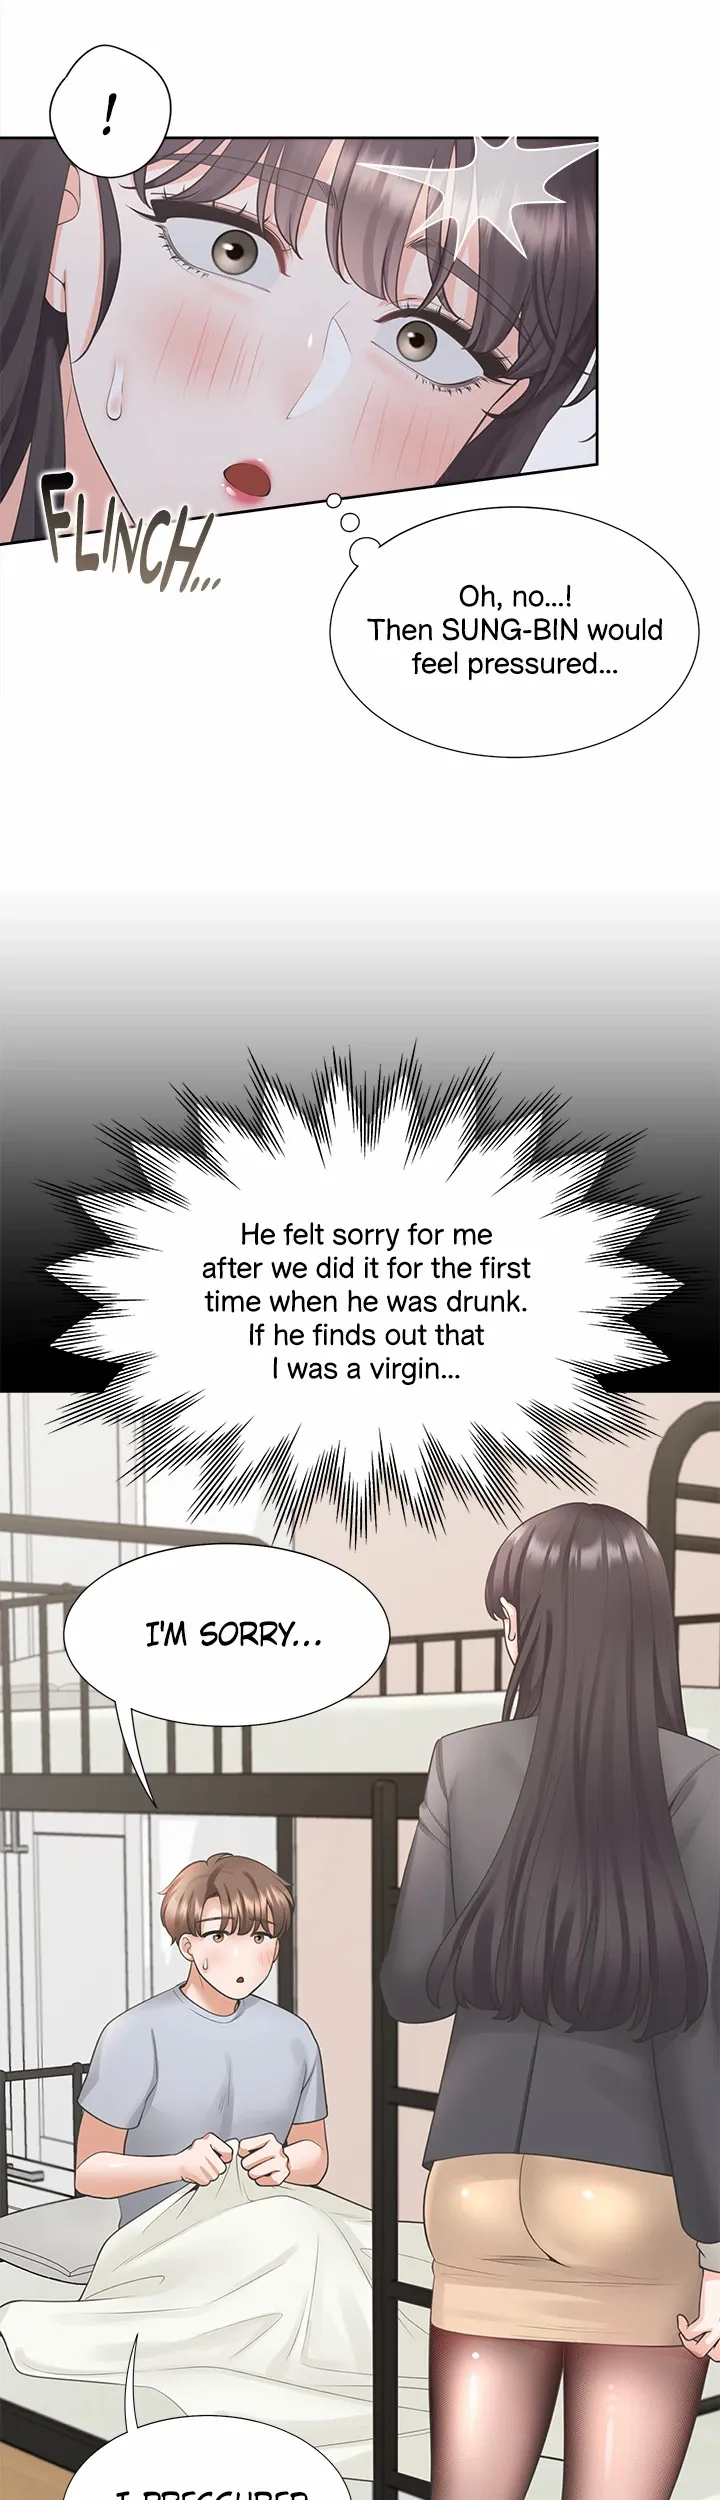 !
FLINCH...
Oh, no...!
Then SUNG-BIN would
feel pressured...
He felt sorry for me
after we did it for the first
time when he was drunk.
If he finds out that
I was a virgin...
I'M SORRY...
I PRESSURED